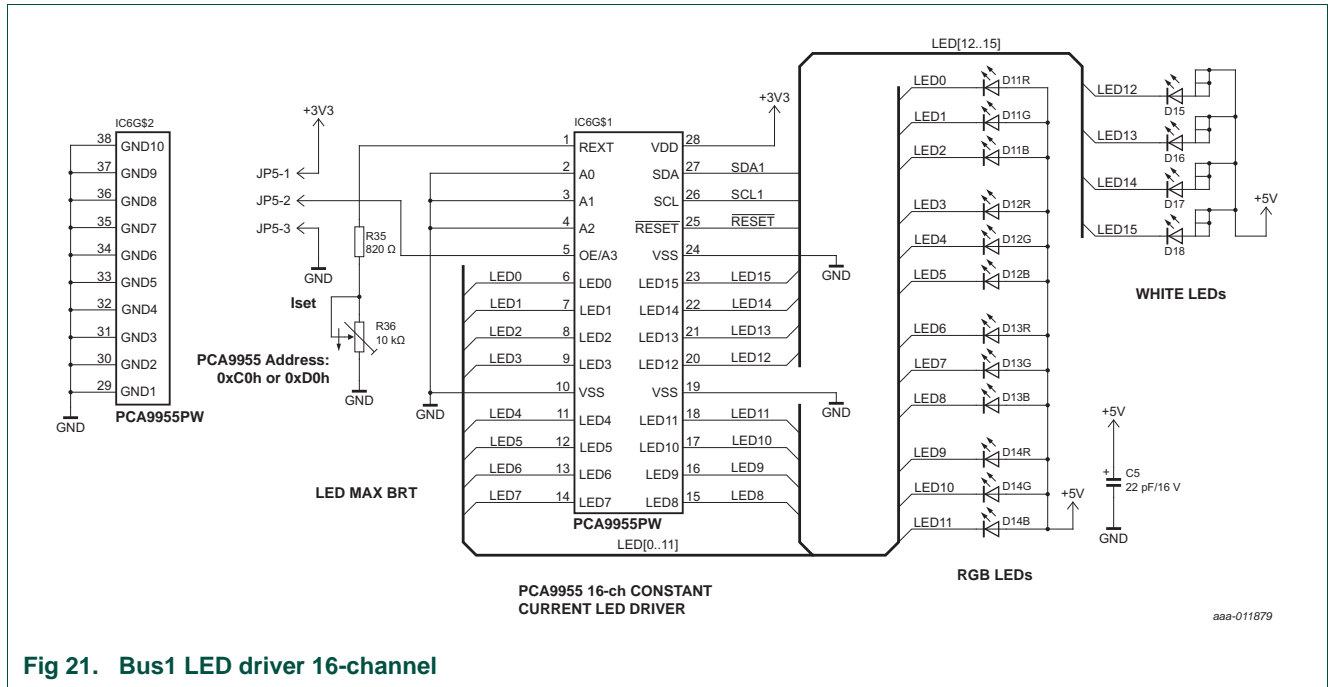 LED[12..15]
IC6G$2
38 GND10
37 GND9
36 GND8
35 GND7
34 GND6
33 GND5
32 GND4
31 GND3
30 GND2
29 GND1
GND
PCA9955PW
+3V3
JP5-1
JP5-2
JP5-3
GND
R35
820 Ω
Iset
R36
10 kΩ
PCA9955 Address:
0xC0h or 0xD0h
GND
LED MAX BRT
IC6G$1
1 REXT VDD 28
+3V3
2 A0 SDA 27 SDA1
3 A1 SCL 26 SCL1
4 A2 RESET 25 RESET
5 OE/A3 VSS 24
GND
LED0 6 LED0 LED15 23 LED15
LED1 7 LED1 LED14 22 LED14
LED2 8 LED2 LED13 21 LED13
LED3 9 LED3 LED12 20 LED12
GND
10 VSS VSS 19
GND
LED4 11 LED4 LED11 18 LED11
LED5 12 LED5 LED10 17 LED10
LED6 13 LED6 LED9 16 LED9
LED7 14 LED7 LED8 15 LED8
PCA9955PW
LED[0..11]
PCA9955 16-ch CONSTANT
CURRENT LED DRIVER
LED0 D11R
LED1 D11G
LED2 D11B
LED3 D12R
LED4 D12G
LED5 D12B
LED6 D13R
LED7 D13G
LED8 D13B
LED9 D14R
LED10 D14G
LED11 D14B
+5V
RGB LEDs
LED12
D15
LED13
D16
LED14
D17
LED15
D18
+5V
WHITE LEDs
+5V
+ C5
22 pF/16 V
GND
aaa-011879
Fig 21. Bus1 LED driver 16-channel